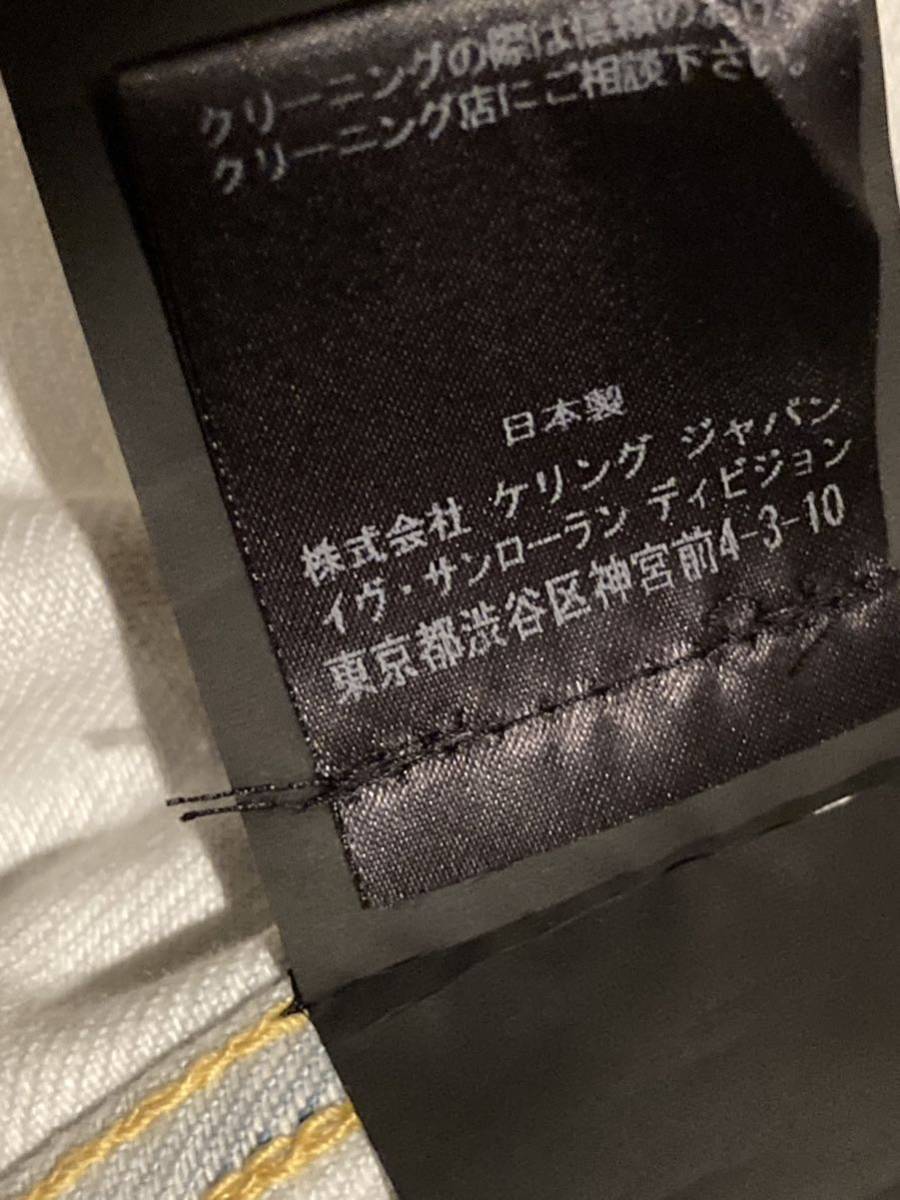 クリーニングの際は信頼のおけ
クリーニング店にご相談下さい。
日本製
株式会社 ケリング ジャパン
イヴ・サンローラン ディビジョン
東京都渋谷区神宮前4-3-10